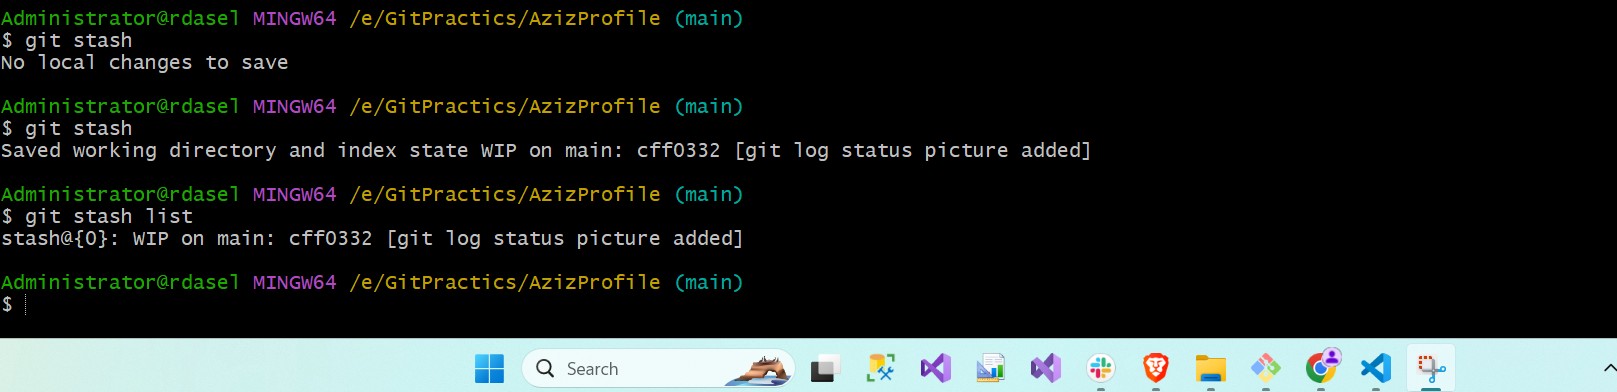 Administrator@rdasel MINGW64 /e/GitPractics/AzizProfile (main)
$ git stash
No local changes to save
Administrator@rdasel MINGW64 /e/GitPractics/AzizProfile (main)
$ git stash
Saved working directory and index state WIP on main: cff0332 [git log status picture added]
Administrator@rdasel MINGW64 /e/GitPractics/AzizProfile (main)
$ git stash list
stash@{0}: WIP on main: cff0332 [git log status picture added]
Administrator@rdasel MINGW64 /e/GitPractics/AzizProfile (main)
$
Search